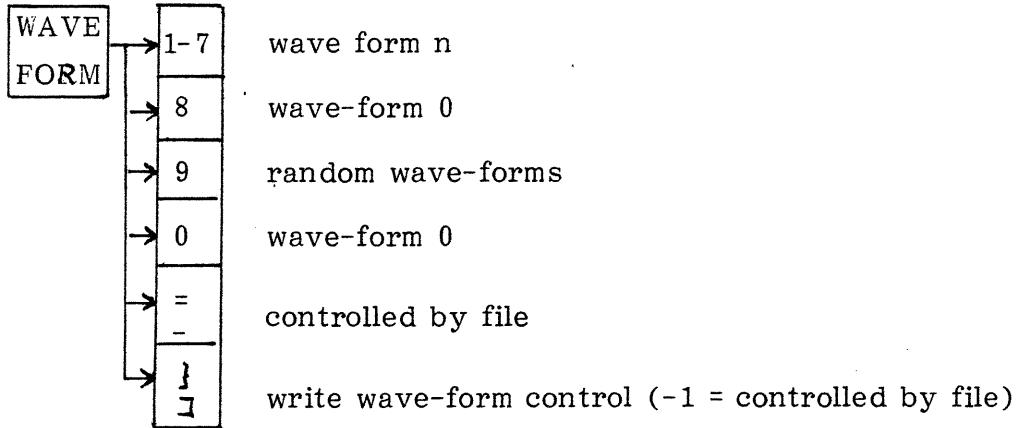 WAVE
FORM
1-7 wave form n
8 wave-form 0
9 random wave-forms
0 wave-form 0
=
- controlled by file
}
] write wave-form control (-1 = controlled by file)